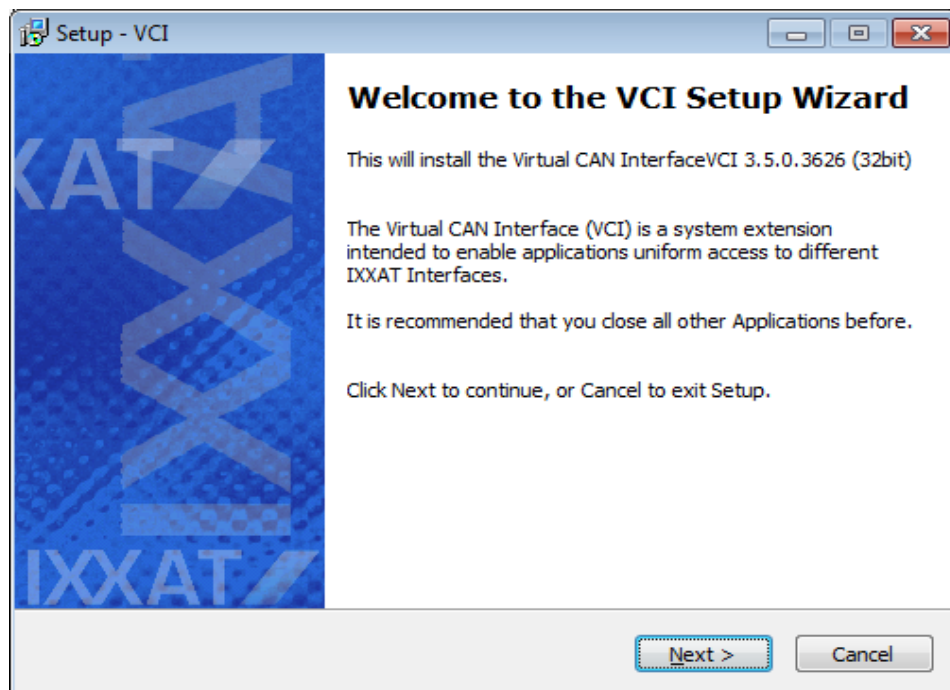 Setup - VCI
Welcome to the VCI Setup Wizard
This will install the Virtual CAN InterfaceVCI 3.5.0.3626 (32bit)
The Virtual CAN Interface (VCI) is a system extension
intended to enable applications uniform access to different
IXXAT Interfaces.
It is recommended that you close all other Applications before.
Click Next to continue, or Cancel to exit Setup.
XAT
IXXA
IXXAT
Next >
Cancel